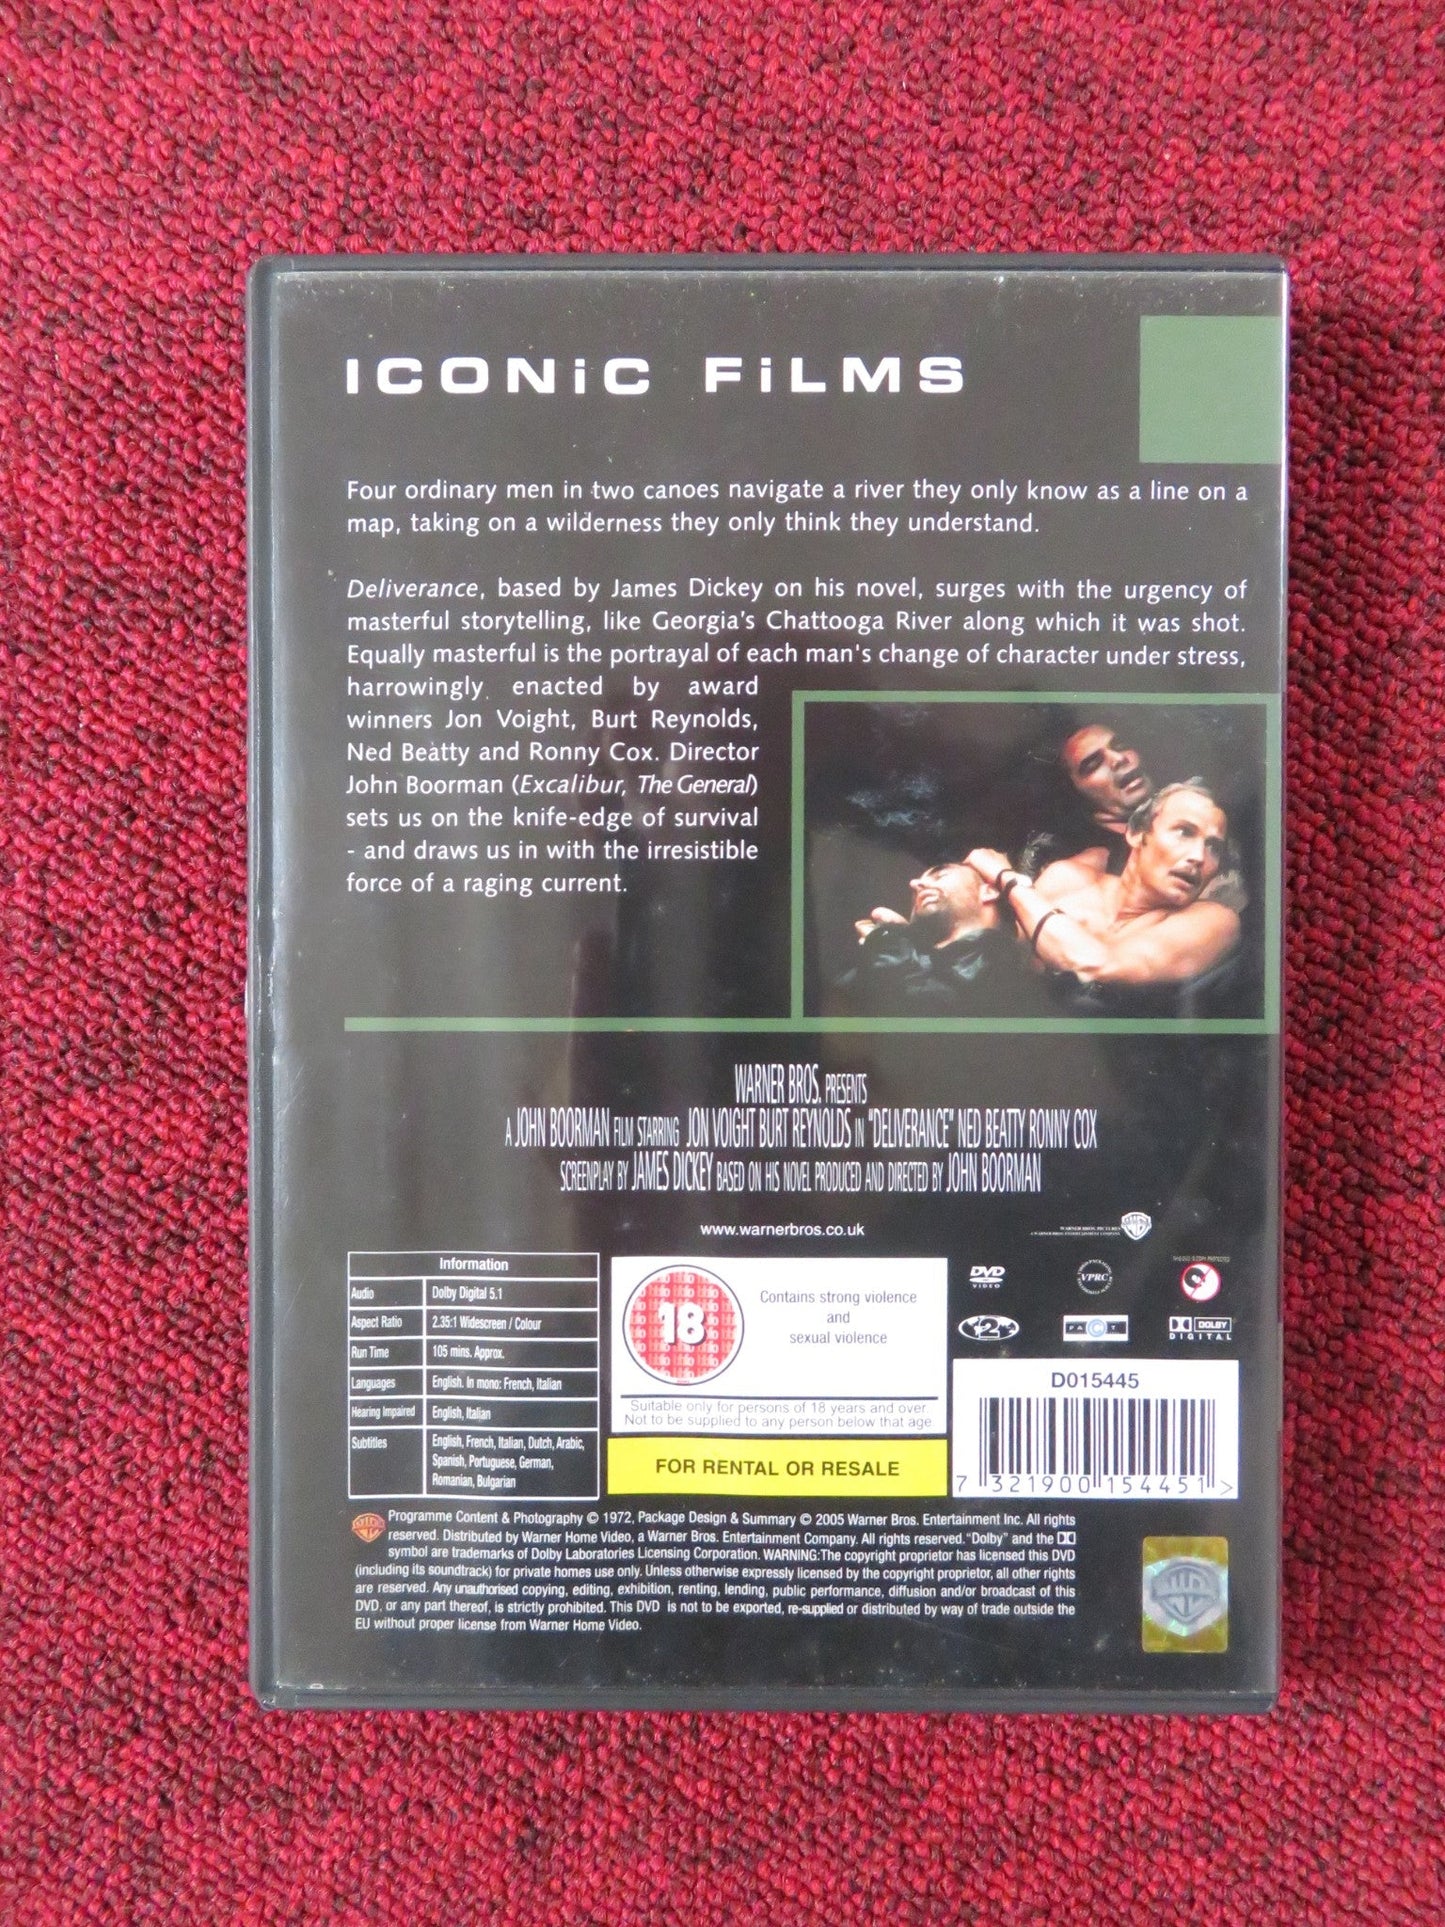 ICONiC FiLMS
Four ordinary men in two canoes navigate a river they only know as a line on a
map, taking on a wilderness they only think they understand.
Deliverance, based by James Dickey on his novel, surges with the urgency of
masterful storytelling, like Georgia's Chattooga River along which it was shot.
Equally masterful is the portrayal of each man's change of character under stress,
harrowingly enacted by award
winners Jon Voight, Burt Reynolds,
Ned Beatty and Ronny Cox. Director
John Boorman (Excalibur, The General)
sets us on the knife-edge of survival
- and draws us in with the irresistible
force of a raging current.
WARNER BROS. PRESENTS
A JOHN BOORMAN FILM STARRING JON VOIGHT BURT REYNOLDS IN "DELIVERANCE" NED BEATTY RONNY COX
SCREENPLAY BY JAMES DICKEY BASED ON HIS NOVEL PRODUCED AND DIRECTED BY JOHN BOORMAN
www.warnerbros.co.uk
WARNER BROS. PICTURES
A WARNER BROS. ENTERTAINMENT COMPANY
Information
Audio Dolby Digital 5.1
Aspect Ratio 2.35:1 Widescreen / Colour
Run Time 105 mins. Approx.
Languages English. In mono: French, Italian
Hearing Impaired English, Italian
Subtitles English, French, Italian, Dutch, Arabic,
Spanish, Portuguese, German,
Romanian, Bulgarian
18
Contains strong violence
and
sexual violence
Suitable only for persons of 18 years and over.
Not to be supplied to any person below that age.
FOR RENTAL OR RESALE
DVD
VIDEO
VPRC
2
PACT
DOLBY
DIGITAL
D015445
7 321900 154451 >
Programme Content & Photography © 1972, Package Design & Summary © 2005 Warner Bros. Entertainment Inc. All rights
reserved. Distributed by Warner Home Video, a Warner Bros. Entertainment Company. All rights reserved. "Dolby" and the
symbol are trademarks of Dolby Laboratories Licensing Corporation. WARNING:The copyright proprietor has licensed this DVD
(including its soundtrack) for private homes use only. Unless otherwise expressly licensed by the copyright proprietor, all other rights
are reserved. Any unauthorised copying, editing, exhibition, renting, lending, public performance, diffusion and/or broadcast of this
DVD, or any part thereof, is strictly prohibited. This DVD is not to be exported, re-supplied or distributed by way of trade outside the
EU without proper license from Warner Home Video.